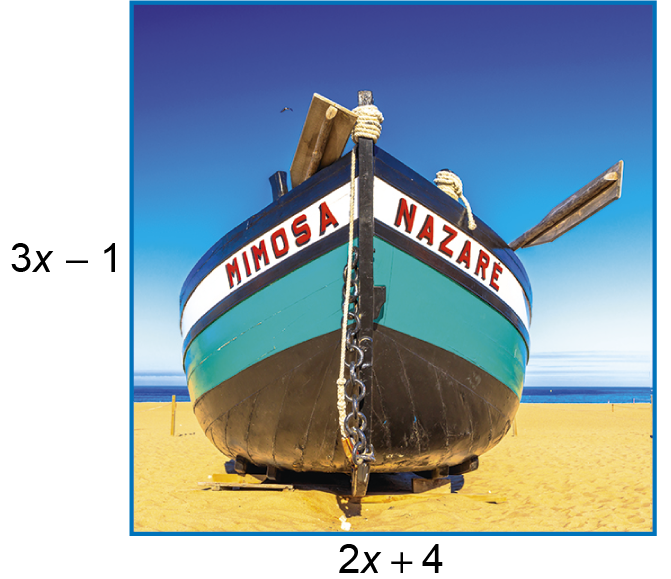 MIMOSA
NAZARÉ
3x – 1
2x + 4